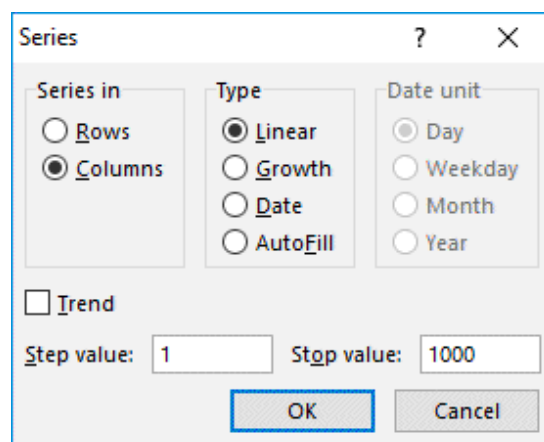 Series ?
Series in Type Date unit
Rows Linear Day
Columns Growth Weekday
Date Month
AutoFill Year
Trend
Step value: 1 Stop value: 1000
OK Cancel